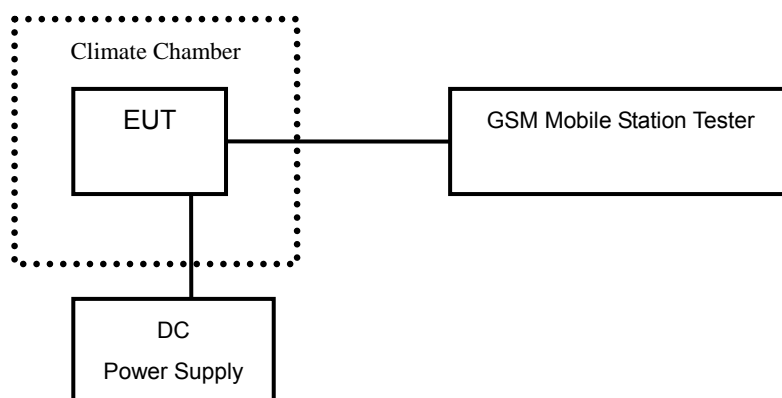 Climate Chamber
EUT
GSM Mobile Station Tester
DC
Power Supply